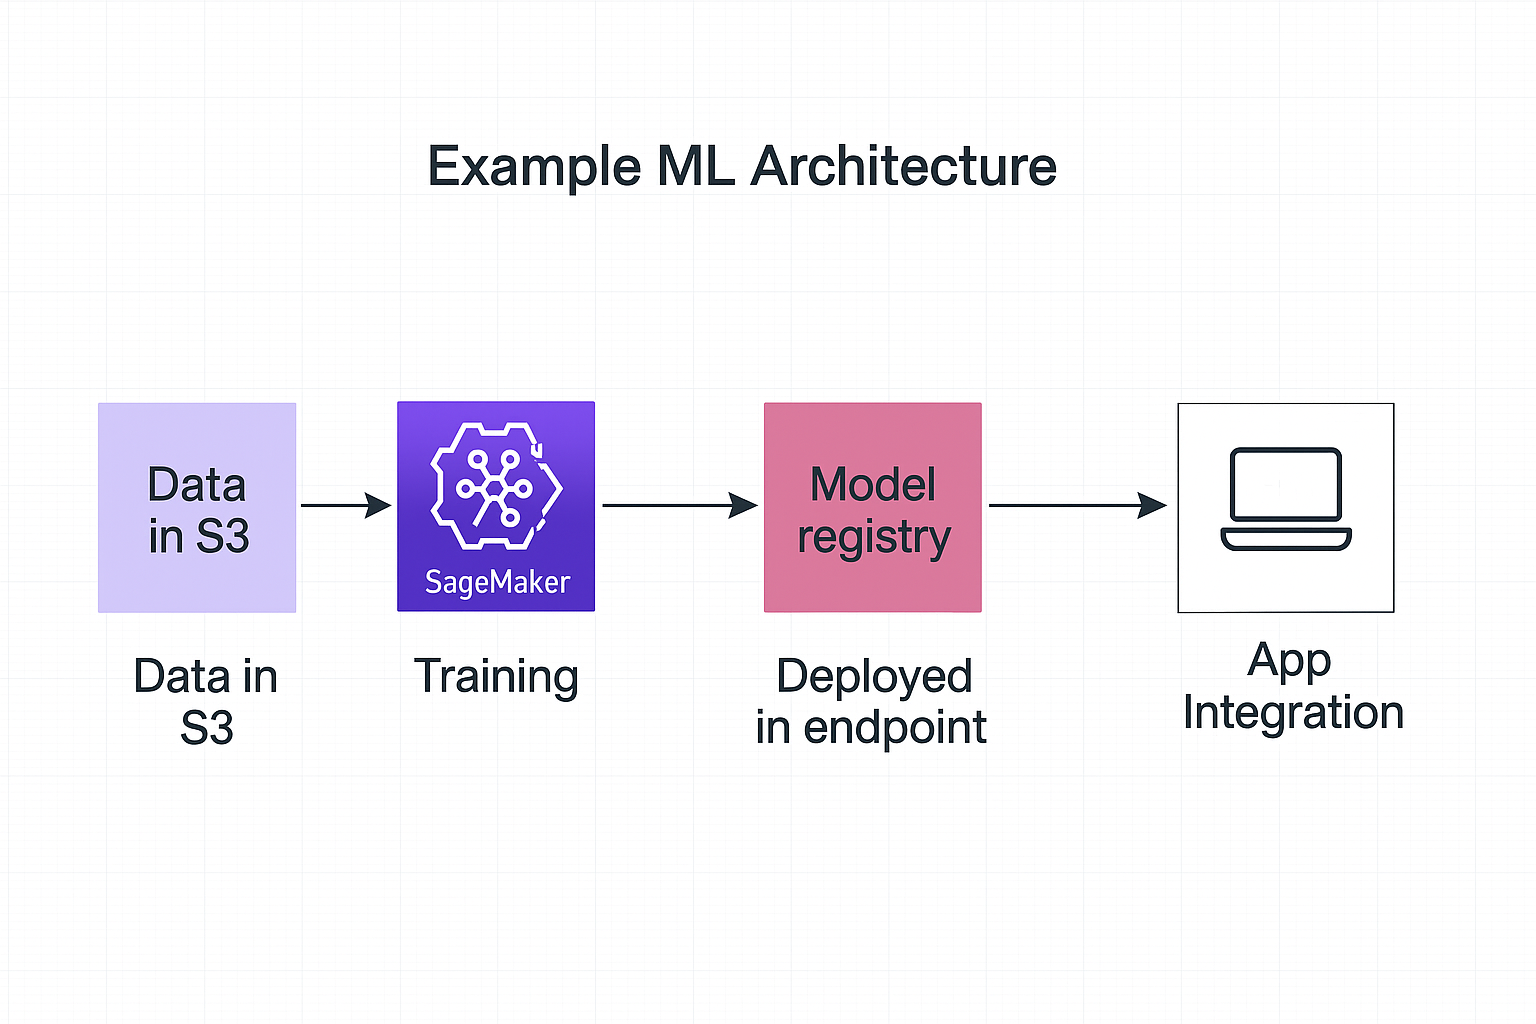 Example ML Architecture
Data
in S3
SageMaker
Model
registry
Data in
S3
Training
Deployed
in endpoint
App
Integration